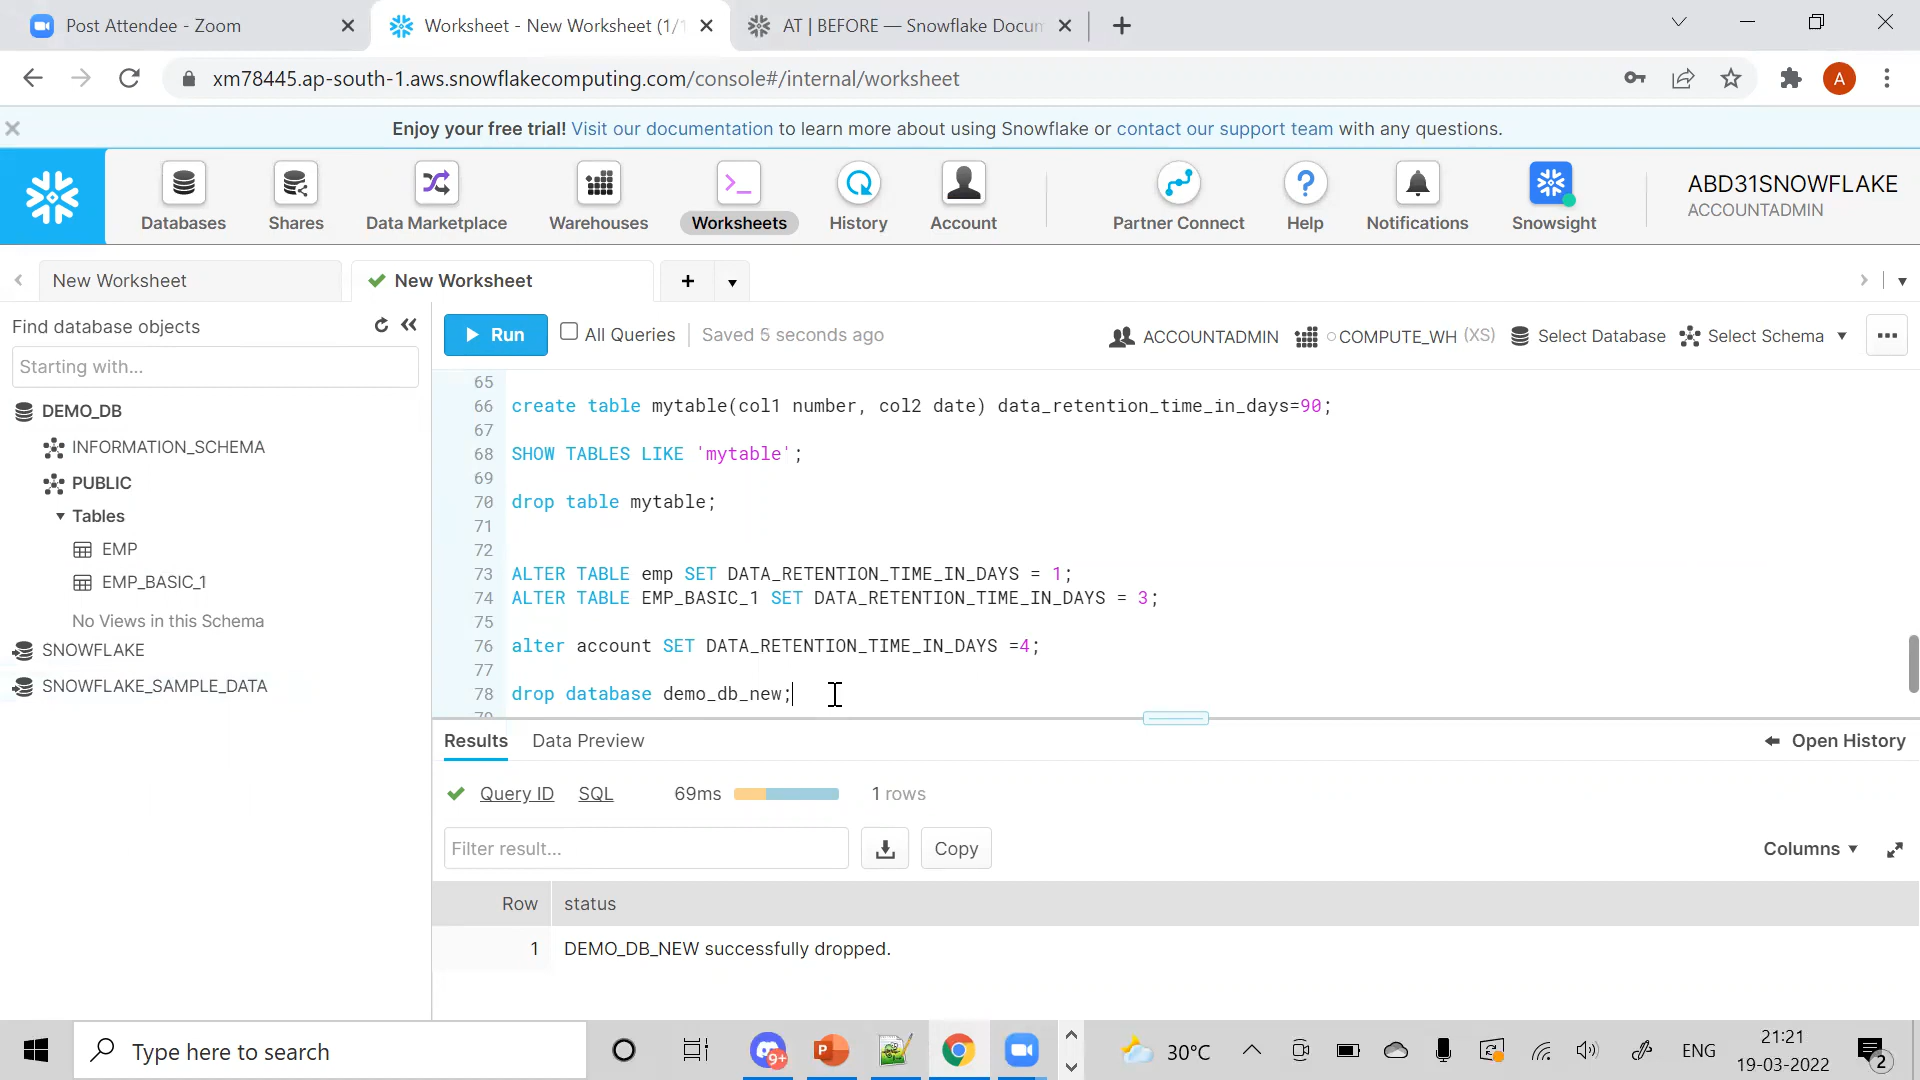 Post Attendee - Zoom
Worksheet - New Worksheet (1/1
AT | BEFORE — Snowflake Docum
xm78445.ap-south-1.aws.snowflakecomputing.com/console#/internal/worksheet
A
Enjoy your free trial! Visit our documentation to learn more about using Snowflake or contact our support team with any questions.
Databases
Shares
Data Marketplace
Warehouses
Worksheets
History
Account
Partner Connect
Help
Notifications
Snowsight
ABD31SNOWFLAKE
ACCOUNTADMIN
New Worksheet
New Worksheet
Find database objects
Starting with...
DEMO_DB
INFORMATION_SCHEMA
PUBLIC
Tables
EMP
EMP_BASIC_1
No Views in this Schema
SNOWFLAKE
SNOWFLAKE_SAMPLE_DATA
Run
All Queries
Saved 5 seconds ago
ACCOUNTADMIN
COMPUTE_WH (XS)
Select Database
Select Schema
65
66 create table mytable(col1 number, col2 date) data_retention_time_in_days=90;
67
68 SHOW TABLES LIKE 'mytable';
69
70 drop table mytable;
71
72
73 ALTER TABLE emp SET DATA_RETENTION_TIME_IN_DAYS = 1;
74 ALTER TABLE EMP_BASIC_1 SET DATA_RETENTION_TIME_IN_DAYS = 3;
75
76 alter account SET DATA_RETENTION_TIME_IN_DAYS =4;
77
78 drop database demo_db_new;
79
Results
Data Preview
Open History
Query ID
SQL
69ms
1 rows
Filter result...
Copy
Columns
Row
status
1 DEMO_DB_NEW successfully dropped.
Type here to search
9+
30°C
ENG
21:21
19-03-2022
2